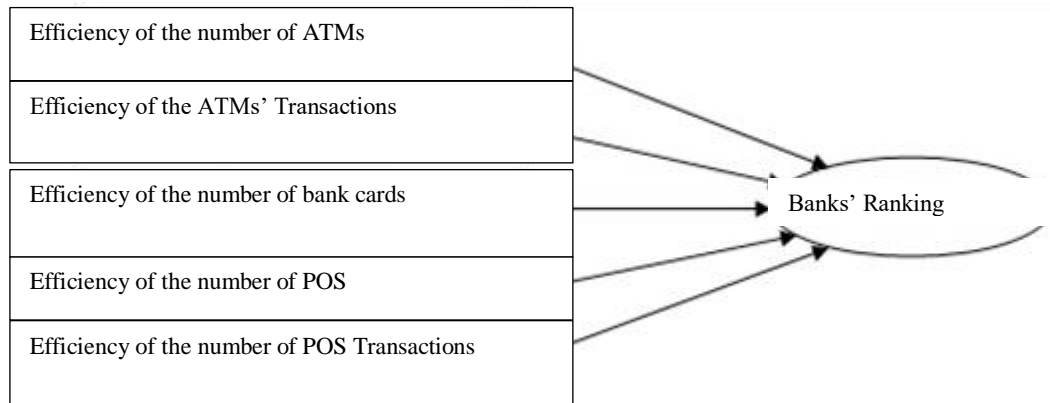 Efficiency of the number of ATMs
Efficiency of the ATMs’ Transactions
Efficiency of the number of bank cards
Banks’ Ranking
Efficiency of the number of POS
Efficiency of the number of POS Transactions